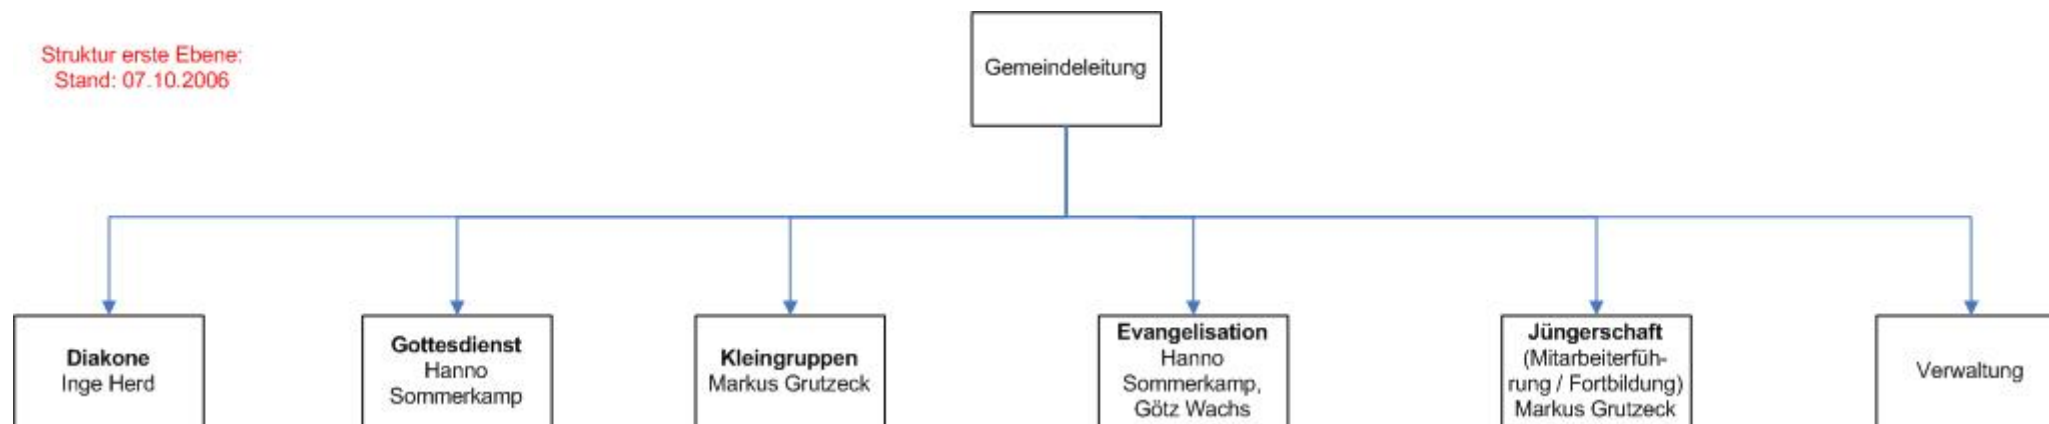 Struktur erste Ebene:
Stand: 07.10.2006
Gemeindeleitung
Diakone
Inge Herd
Gottesdienst
Hanno
Sommerkamp
Kleingruppen
Markus Grutzeck
Evangelisation
Hanno
Sommerkamp,
Götz Wachs
Jüngerschaft
(Mitarbeiterfüh-
rung / Fortbildung)
Markus Grutzeck
Verwaltung